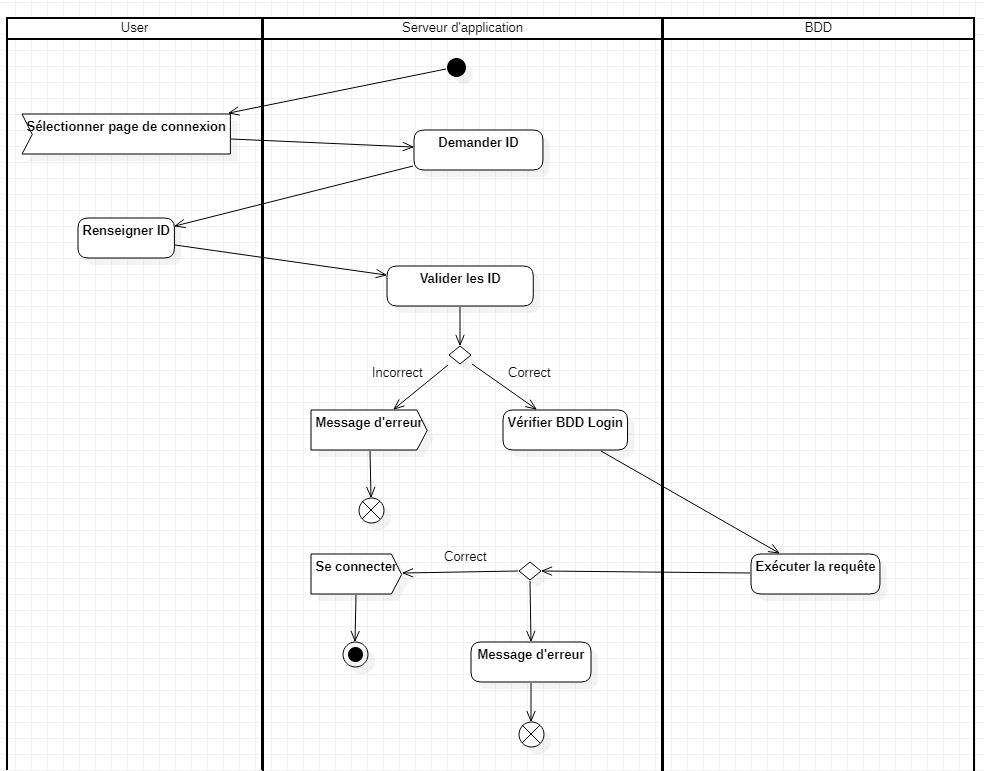 User
Serveur d'application
BDD
Sélectionner page de connexion
Demander ID
Renseigner ID
Valider les ID
Incorrect
Correct
Message d'erreur
Vérifier BDD Login
Correct
Se connecter
Exécuter la requête
Message d'erreur